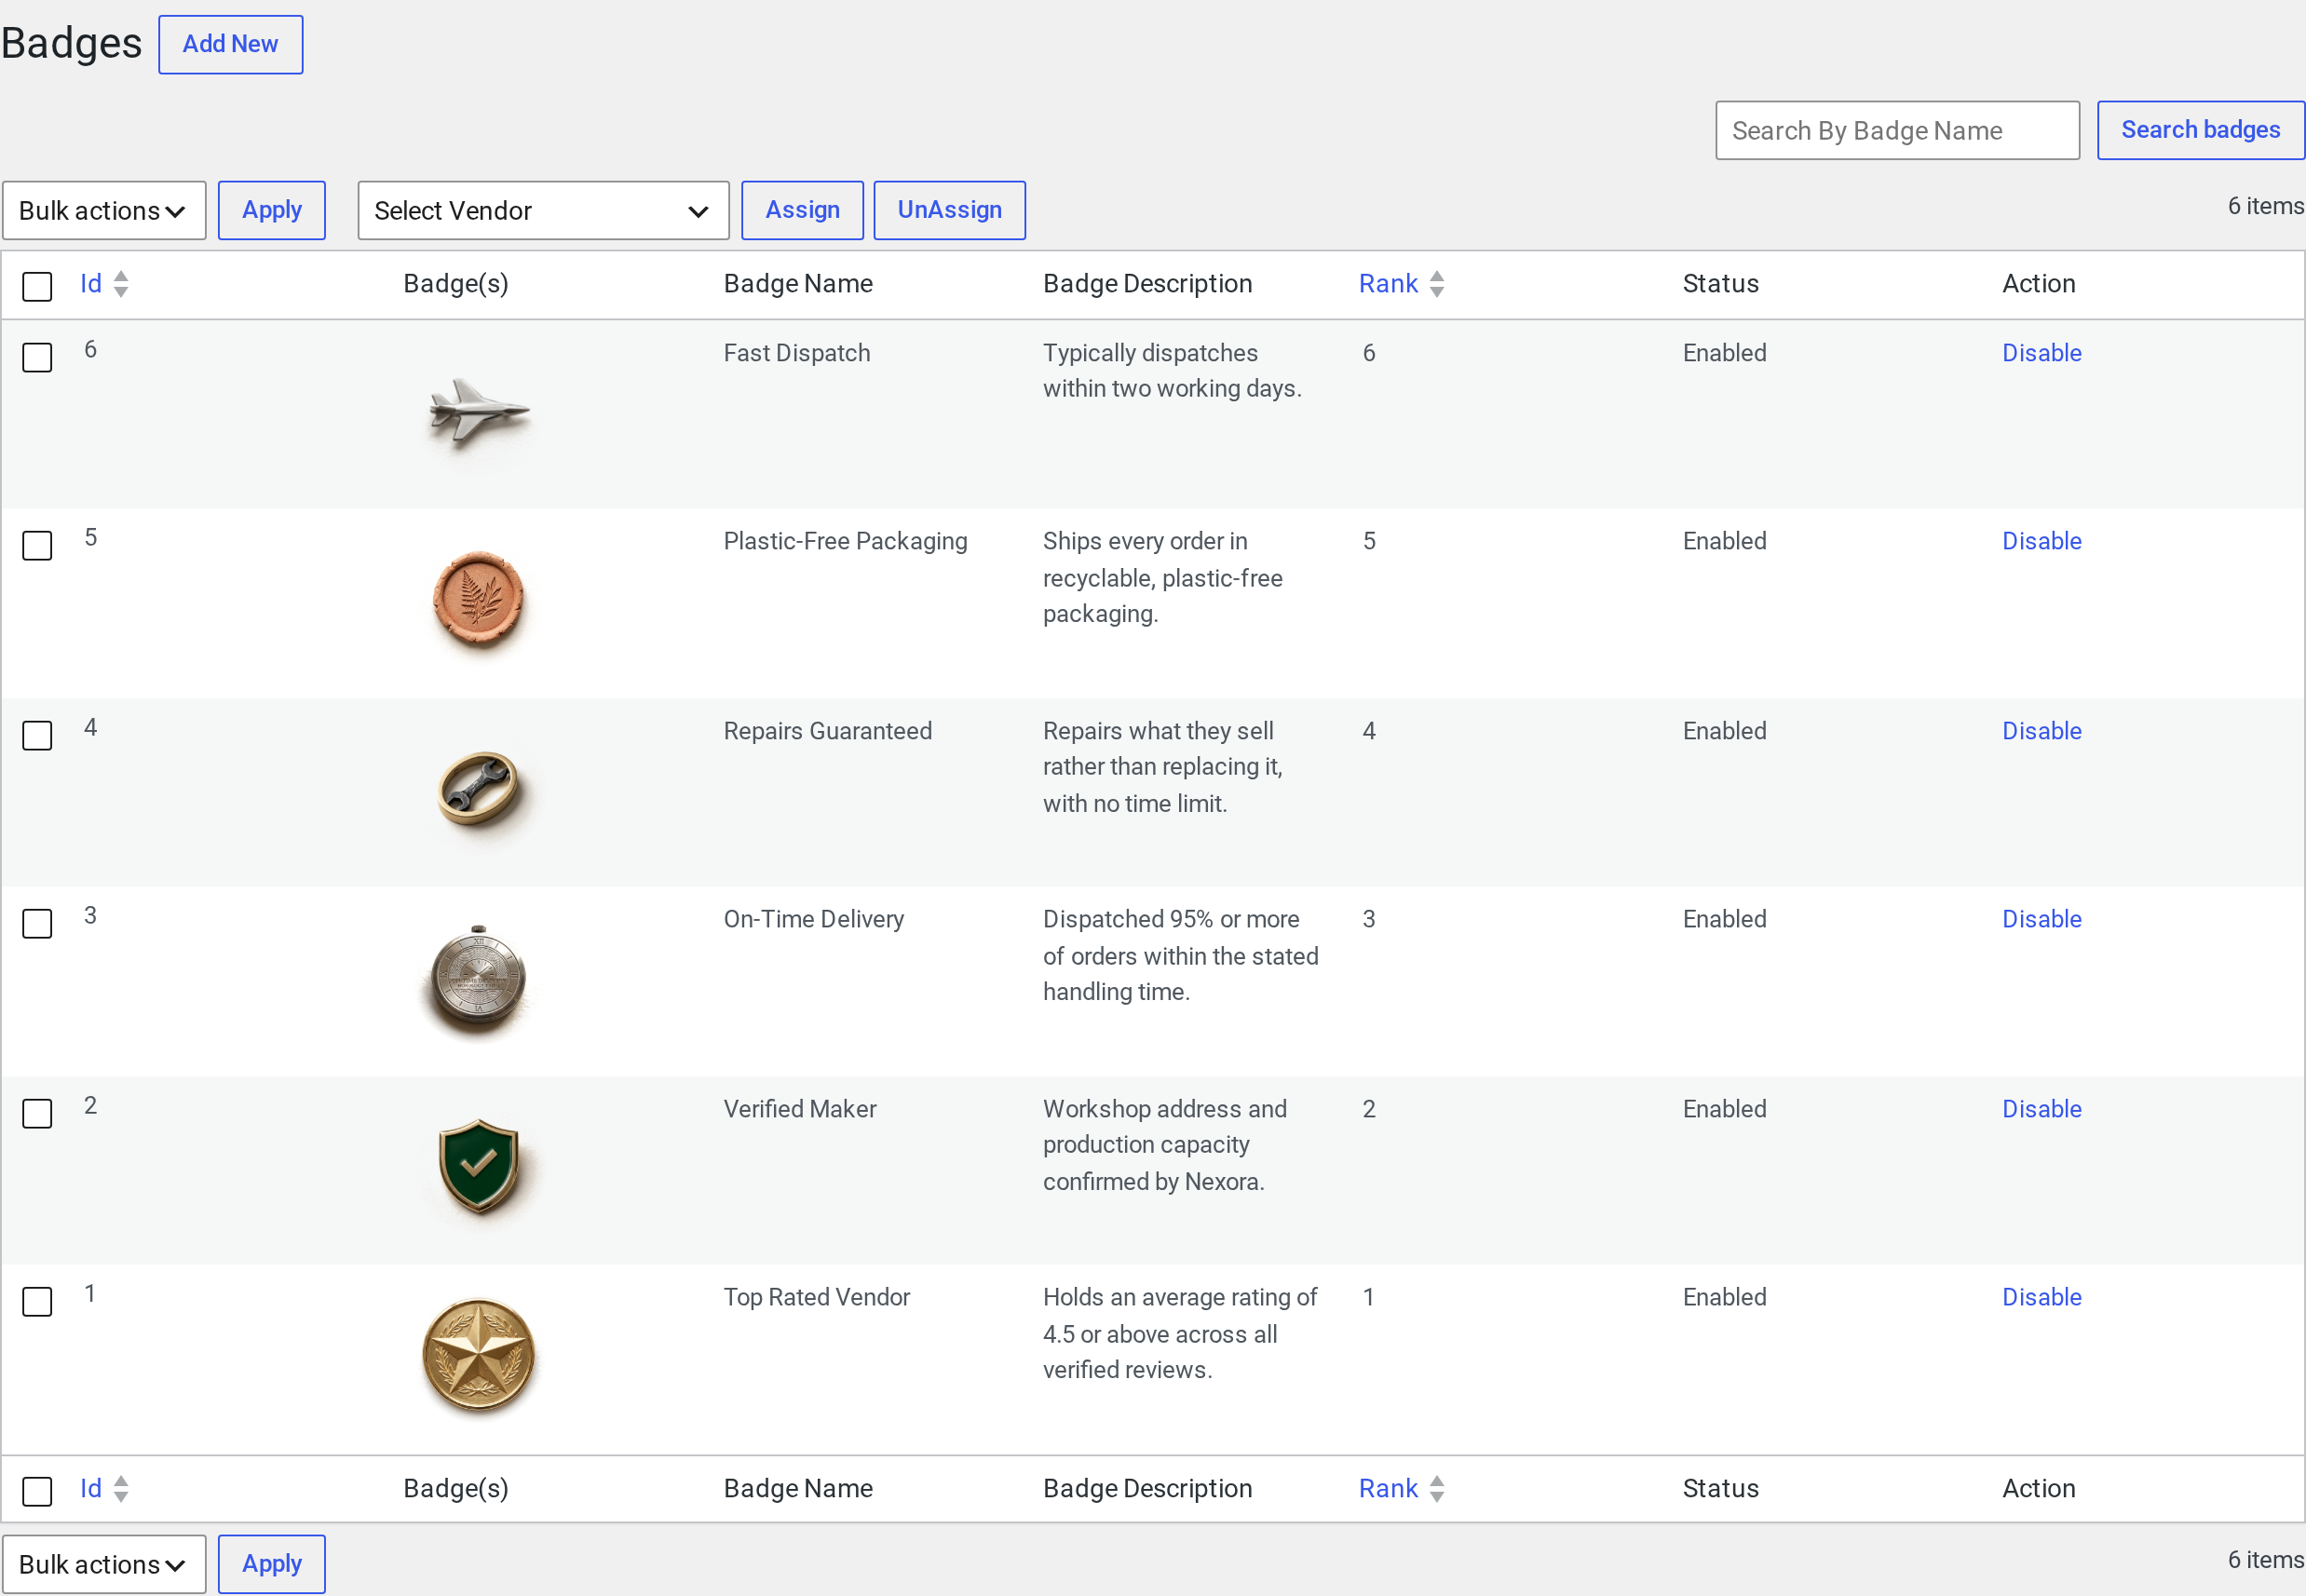 Badges Add New
Search By Badge Name Search badges
Bulk actions Apply Select Vendor Assign UnAssign 6 items
Id Badge(s) Badge Name Badge Description Rank Status Action
6 Fast Dispatch Typically dispatches 6 Enabled Disable
within two working days.
5 Plastic-Free Packaging Ships every order in 5 Enabled Disable
recyclable, plastic-free
packaging.
4 Repairs Guaranteed Repairs what they sell 4 Enabled Disable
rather than replacing it,
with no time limit.
3 On-Time Delivery Dispatched 95% or more 3 Enabled Disable
of orders within the stated
handling time.
2 Verified Maker Workshop address and 2 Enabled Disable
production capacity
confirmed by Nexora.
1 Top Rated Vendor Holds an average rating of 1 Enabled Disable
4.5 or above across all
verified reviews.
Id Badge(s) Badge Name Badge Description Rank Status Action
Bulk actions Apply 6 items